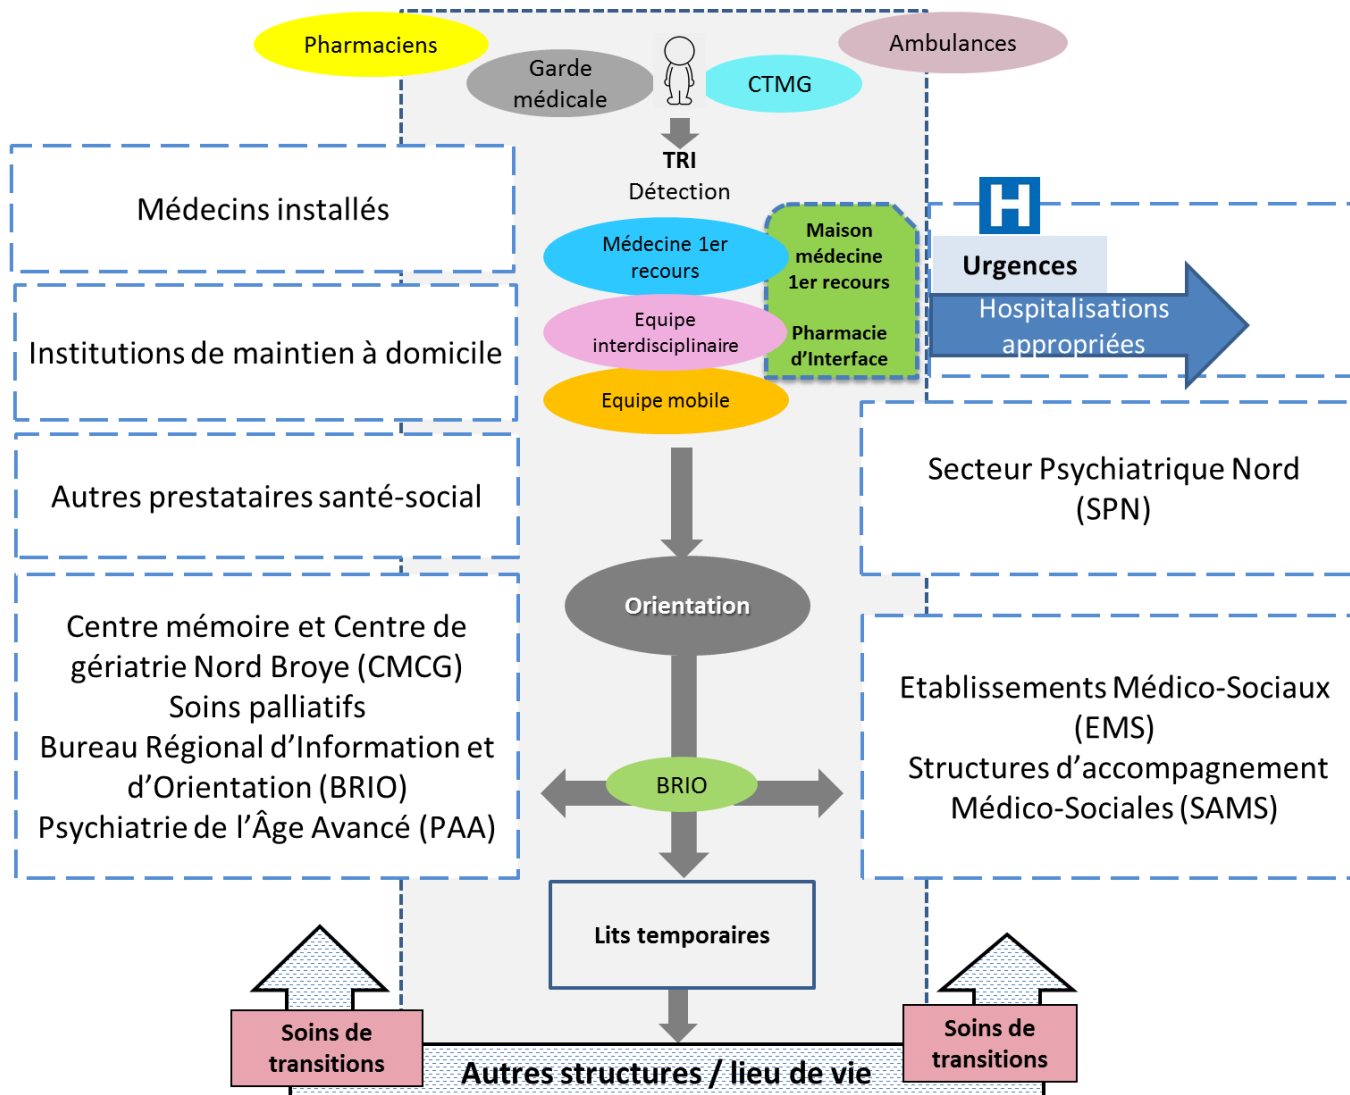 Pharmaciens
Ambulances
Garde
médicale
CTMG
TRI
Détection
Médecins installés
Médecine 1er
recours
Maison
médecine
1er recours
Pharmacie
d’Interface
H
Urgences
Hospitalisations
appropriées
Equipe
interdisciplinaire
Institutions de maintien à domicile
Equipe mobile
Autres prestataires santé-social
Secteur Psychiatrique Nord
(SPN)
Orientation
Centre mémoire et Centre de
gériatrie Nord Broye (CMCG)
Soins palliatifs
Bureau Régional d’Information et
d’Orientation (BRIO)
Psychiatrie de l’Âge Avancé (PAA)
Etablissements Médico-Sociaux
(EMS)
Structures d’accompagnement
Médico-Sociales (SAMS)
BRIO
Lits temporaires
Soins de
transitions
Soins de
transitions
Autres structures / lieu de vie